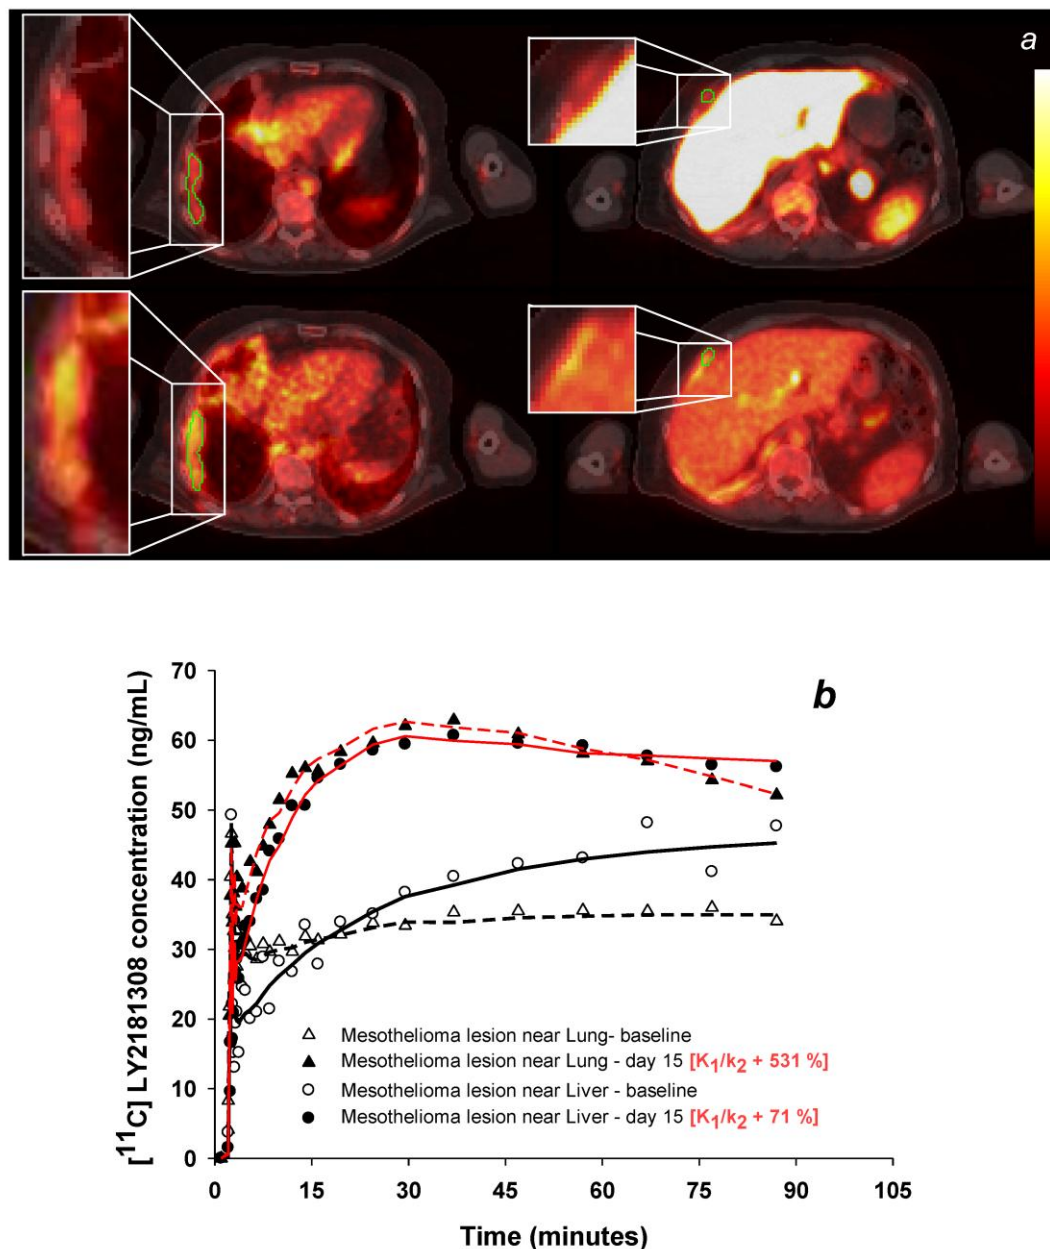 a
b
[¹¹C] LY2181308 concentration (ng/mL)
70
60
50
40
30
20
10
0
Mesothelioma lesion near Lung- baseline
Mesothelioma lesion near Lung - day 15 [K₁/k₂ + 531 %]
Mesothelioma lesion near Liver - baseline
Mesothelioma lesion near Liver - day 15 [K₁/k₂ + 71 %]
0 15 30 45 60 75 90 105
Time (minutes)